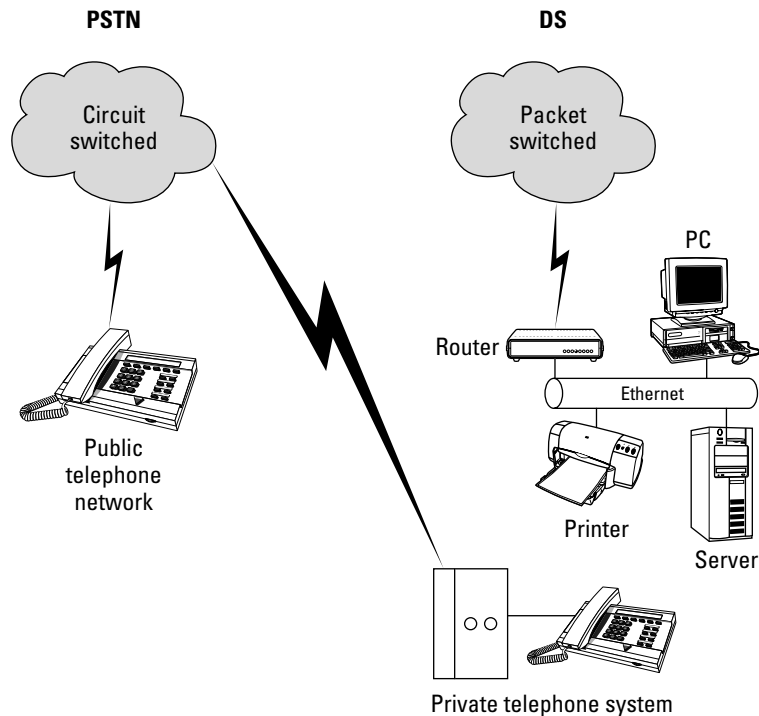 PSTN
DS
Circuit
switched
Packet
switched
PC
Router
Ethernet
Public
telephone
network
Printer
Server
Private telephone system